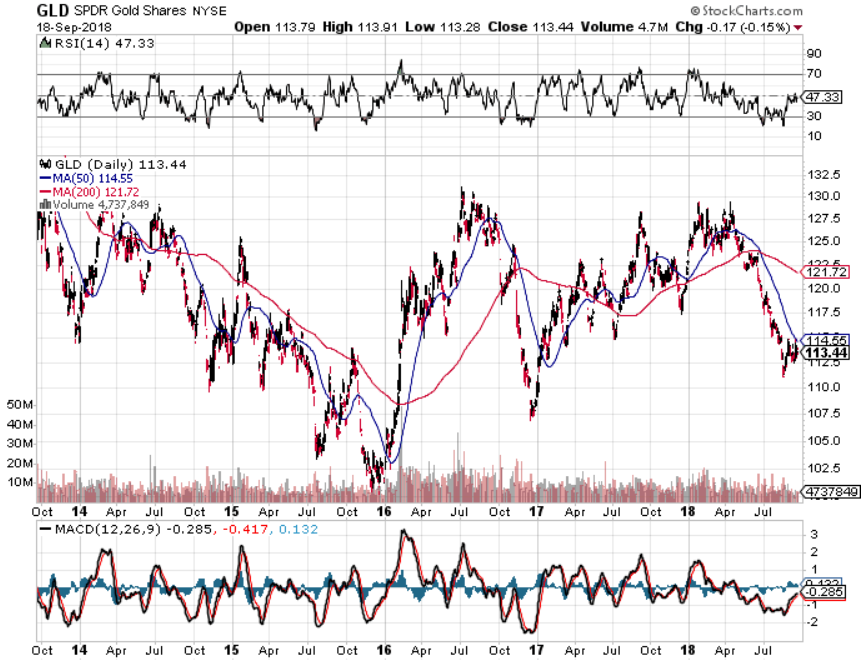 GLD SPDR Gold Shares NYSE
© StockCharts.com
18-Sep-2018
Open 113.79 High 113.91 Low 113.28 Close 113.44 Volume 4.7M Chg -0.17 (-0.15%)
RSI(14) 47.33
90
70
47.33
30
10
GLD (Daily) 113.44
MA(50) 114.55
MA(200) 121.72
Volume 4,737,849
132.5
130.0
127.5
125.0
122.5
121.72
120.0
117.5
114.55
113.44
112.5
110.0
107.5
105.0
102.5
50M
40M
30M
20M
10M
4737849
Oct 14 Apr Jul Oct 15 Apr Jul Oct 16 Apr Jul Oct 17 Apr Jul Oct 18 Apr Jul
MACD(12,26,9) -0.285, -0.417, 0.132
3
2
1
0.132
-0.285
-1
-2
Oct 14 Apr Jul Oct 15 Apr Jul Oct 16 Apr Jul Oct 17 Apr Jul Oct 18 Apr Jul